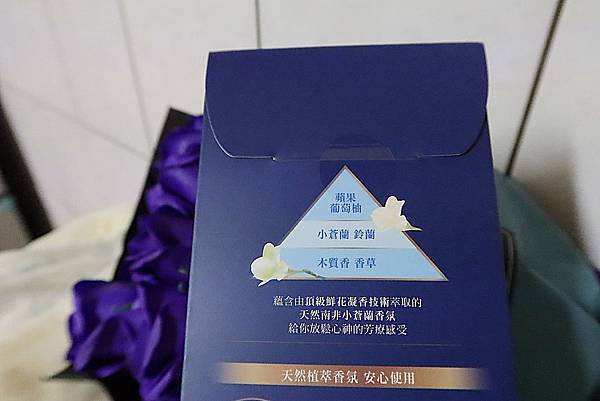 蘋果
葡萄柚
小蒼蘭 鈴蘭
木質香 香草
蘊含由頂級鮮花凝香技術萃取的
天然南非小蒼蘭香氛
給你放鬆心神的芳療感受
天然植萃香氛 安心使用